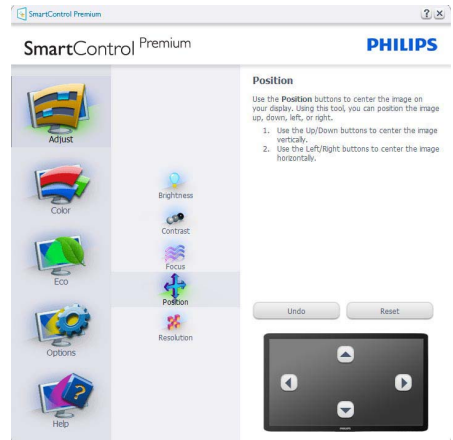 SmartControl Premium
SmartControl Premium
PHILIPS
Adjust
Color
Eco
Options
Help
Brightness
Contrast
Focus
Position
Resolution
Position
Use the Position buttons to center the image on
your display. Using this tool, you can position the image
up, down, left, or right.
1. Use the Up/Down buttons to center the image
vertically.
2. Use the Left/Right buttons to center the image
horizontally.
Undo
Reset
PHILIPS